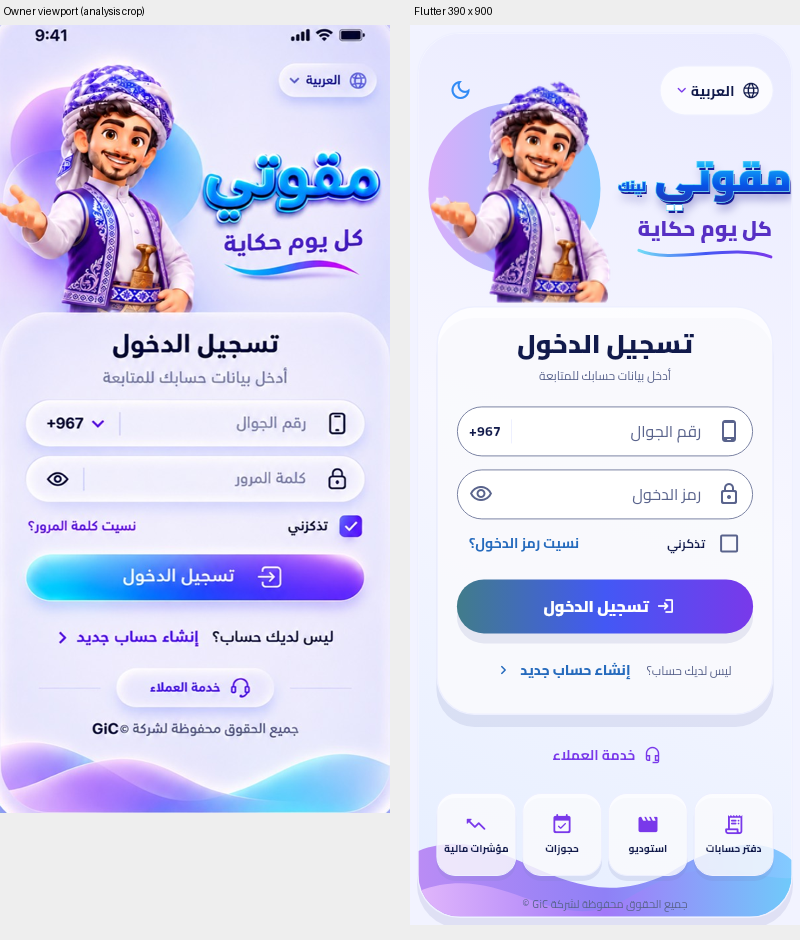 Owner viewport (analysis crop)
9:41
العربية
مقوتي
كل يوم حكاية
تسجيل الدخول
أدخل بيانات حسابك للمتابعة
رقم الجوال
+967
كلمة المرور
تذكزني
نسيت كلمة المرور؟
تسجيل الدخول
ليس لديك حساب؟ إنشاء حساب جديد
خدمة العملاء
جميع الحقوق محفوظة لشركة GiC©
Flutter 390 x 900
العربية
مقوتي لينك
كل يوم حكاية
تسجيل الدخول
أدخل بيانات حسابك للمتابعة
رقم الجوال
+967
رمز الدخول
تذكرني
نسيت رمز الدخول؟
تسجيل الدخول
ليس لديك حساب؟ إنشاء حساب جديد
خدمة العملاء
دفتر حسابات
استوديو
حجوزات
مؤشرات مالية
جميع الحقوق محفوظة لشركة GiC ©